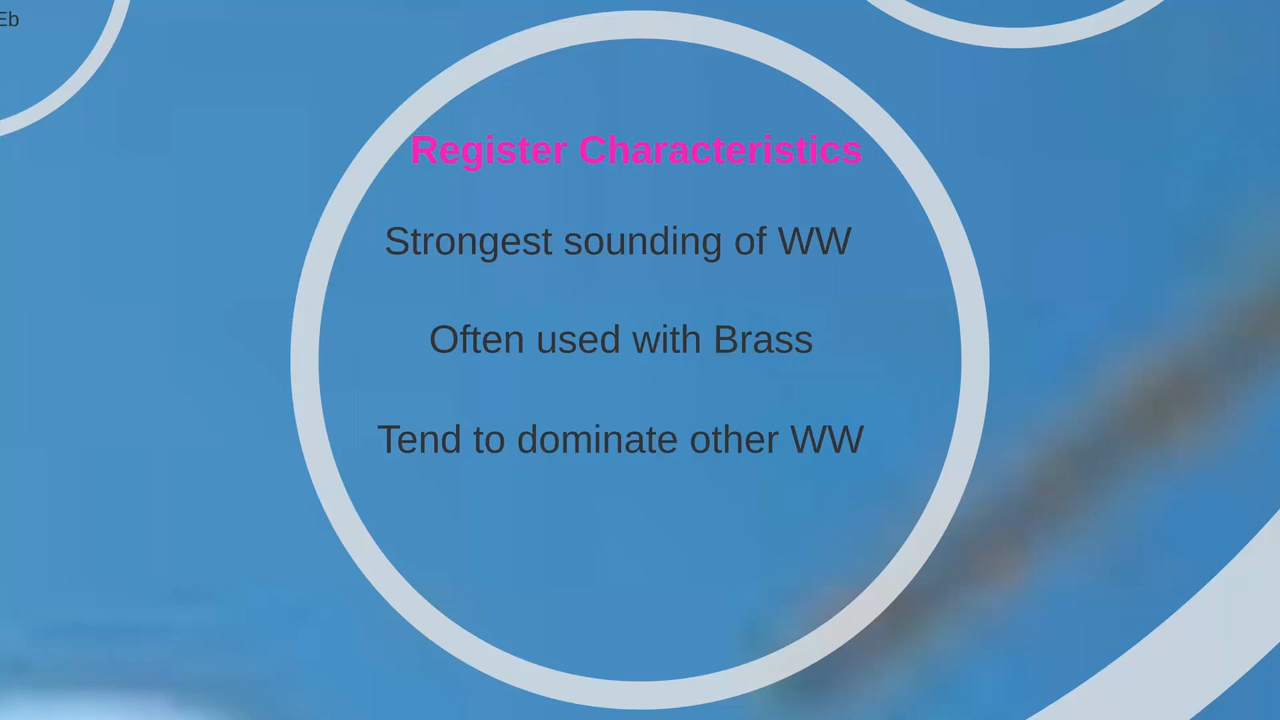 Eb
Register Characteristics
Strongest sounding of WW
Often used with Brass
Tend to dominate other WW